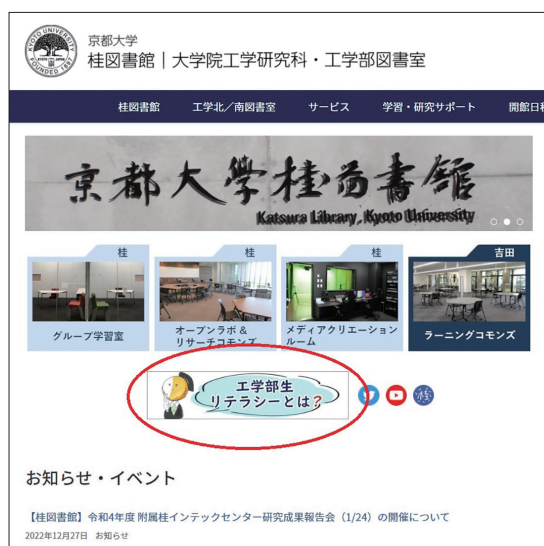 KYOTO UNIVERSITY
FOUNDED 1897
京都大学
桂図書館｜大学院工学研究科・工学部図書室
桂図書館 工学北／南図書室 サービス 学習・研究サポート 開館日
京都大學桂図書館
Katsura Library, Kyoto University
桂 桂 桂 吉田
グループ学習室
オープンラボ &
リサーチコモンズ
メディアクリエーション
ルーム
ラーニングコモンズ
工学部生
リテラシーとは?
お知らせ・イベント
【桂図書館】令和4年度 附属桂インテックセンター研究成果報告会（1/24）の開催について
2022年12月27日 お知らせ